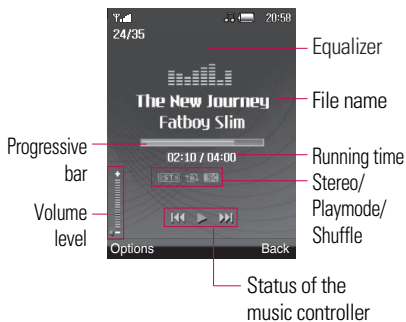 20:58
24/35
Equalizer
The New Journey
File name
Fatboy Slim
Progressive
bar
02:10 / 04:00
Running time
Stereo/
Playmode/
Shuffle
Volume
level
Options
Back
Status of the
music controller